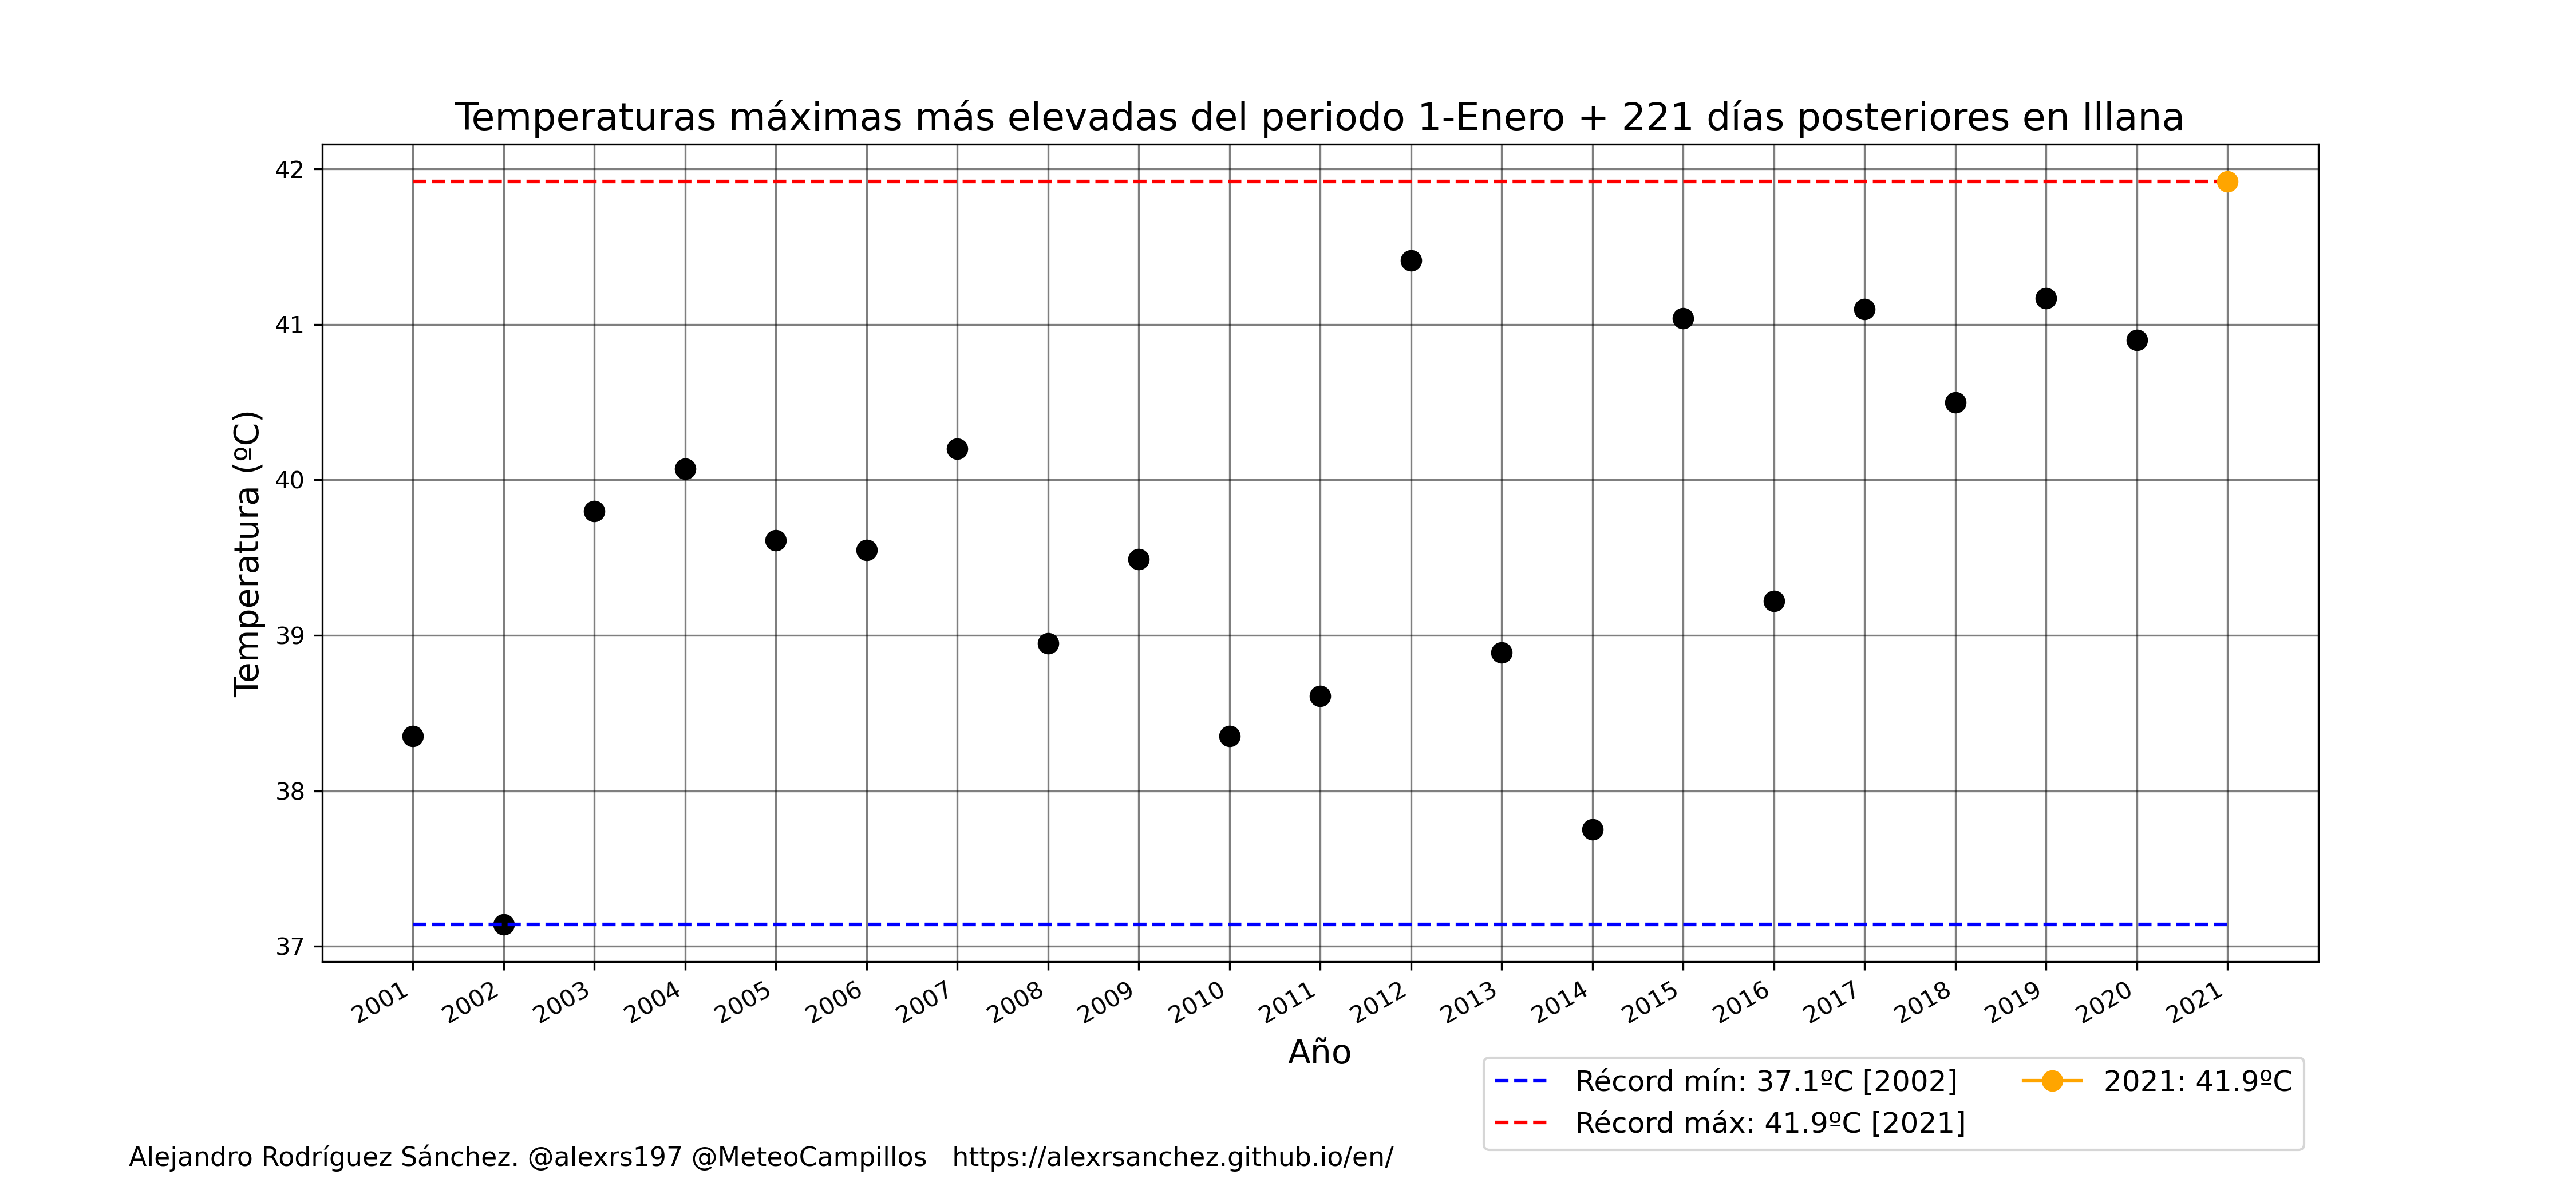 Temperaturas máximas más elevadas del periodo 1-Enero + 221 días posteriores en Illana
Temperatura (ºC)
42
41
40
39
38
37
2001 2002 2003 2004 2005 2006 2007 2008 2009 2010 2011 2012 2013 2014 2015 2016 2017 2018 2019 2020 2021
Año
Récord mín: 37.1ºC [2002]
Récord máx: 41.9ºC [2021]
2021: 41.9ºC
Alejandro Rodríguez Sánchez. @alexrs197 @MeteoCampillos https://alexrsanchez.github.io/en/